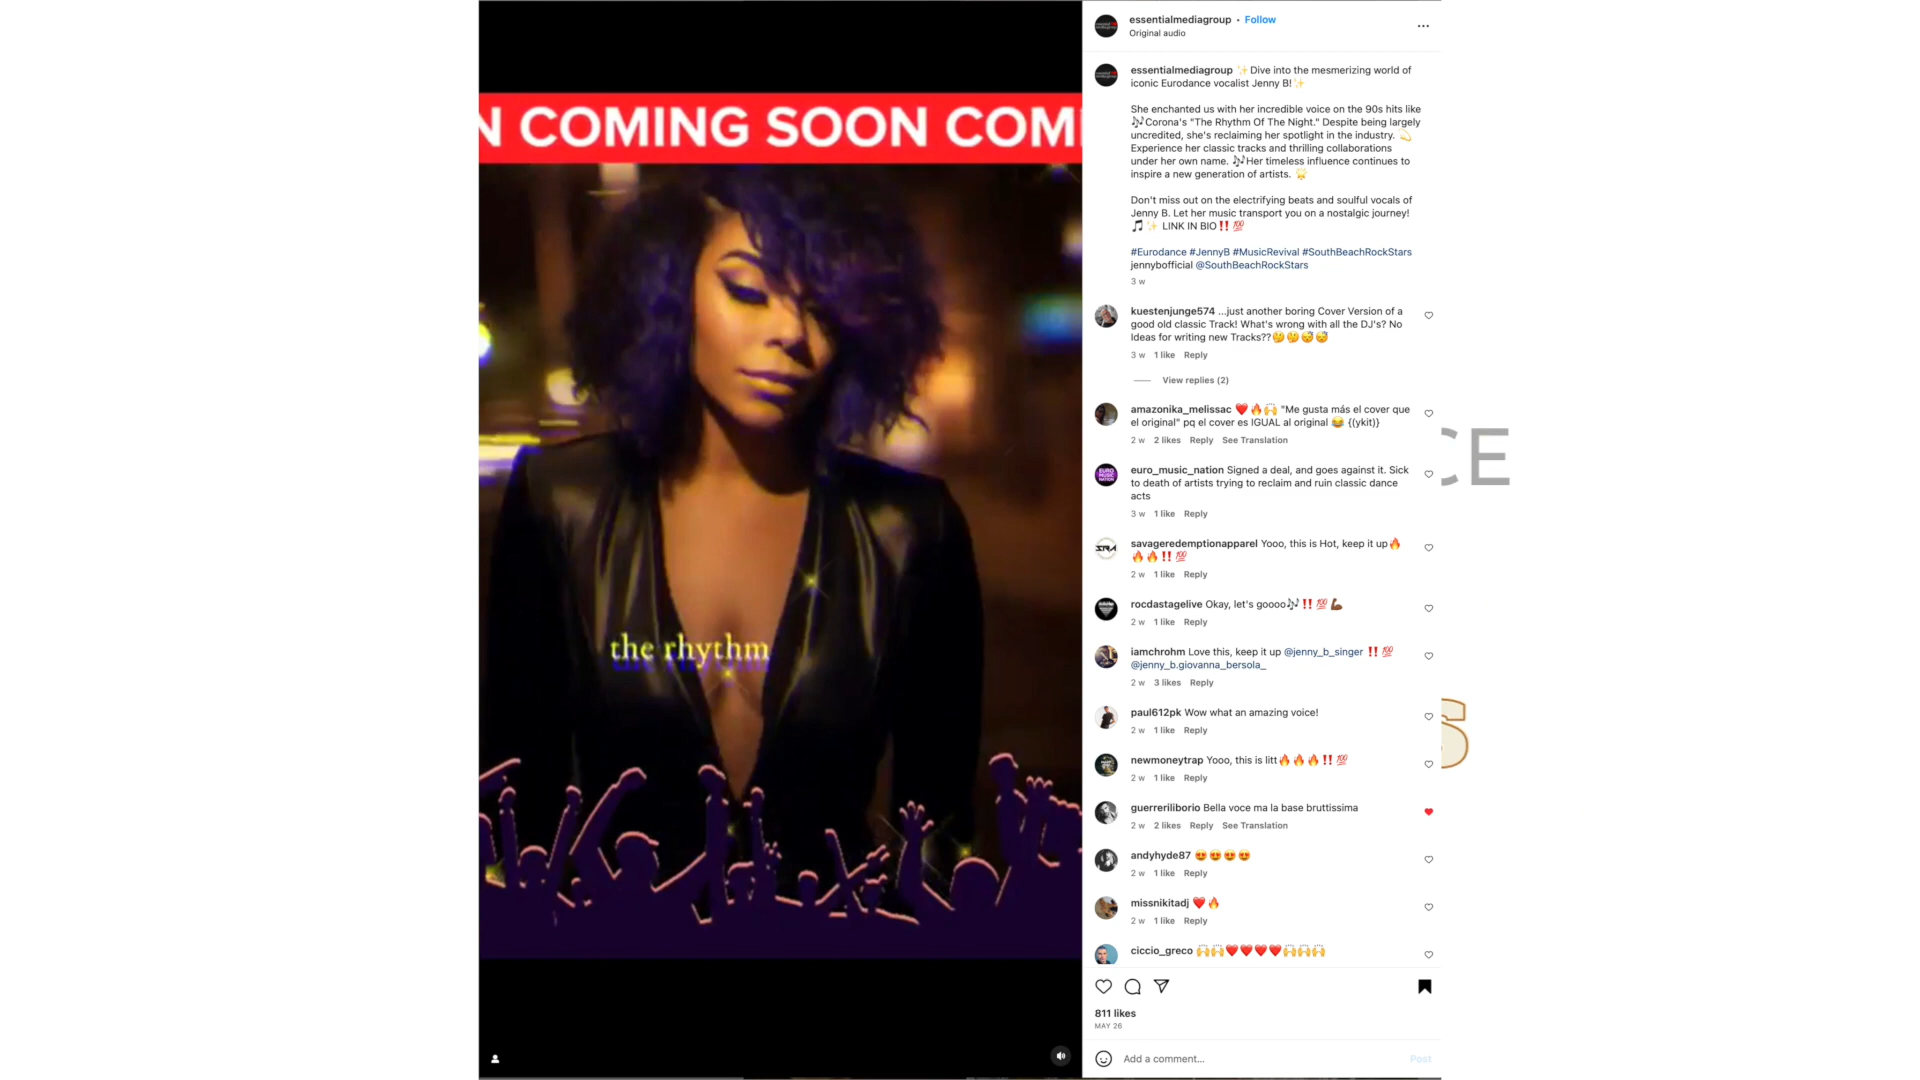 N COMING SOON COM
the rhythm
essentialmediagroup • Follow
Original audio
essentialmediagroup ✨Dive into the mesmerizing world of
iconic Eurodance vocalist Jenny B!✨
She enchanted us with her incredible voice on the 90s hits like
🎶Corona's "The Rhythm Of The Night." Despite being largely
uncredited, she's reclaiming her spotlight in the industry. 💫
Experience her classic tracks and thrilling collaborations
under her own name. 🎶Her timeless influence continues to
inspire a new generation of artists. 🌟
Don't miss out on the electrifying beats and soulful vocals of
Jenny B. Let her music transport you on a nostalgic journey!
🎵✨ LINK IN BIO‼️💯
#Eurodance #JennyB #MusicRevival #SouthBeachRockStars
jennybofficial @SouthBeachRockStars
3 w
kuestenjunge574 ...just another boring Cover Version of a
good old classic Track! What's wrong with all the DJ's? No
Ideas for writing new Tracks??🤔🤔😴😴
3 w 1 like Reply
View replies (2)
amazonika_melissac ❤️🔥🙌 "Me gusta más el cover que
el original" pq el cover es IGUAL al original 😂 {(ykit)}
2 w 2 likes Reply See Translation
EURO
MUSIC
NATION
euro_music_nation Signed a deal, and goes against it. Sick
to death of artists trying to reclaim and ruin classic dance
acts
3 w 1 like Reply
SRA
savageredemptionapparel Yooo, this is Hot, keep it up🔥
🔥🔥‼️💯
2 w 1 like Reply
rocdastagelive Okay, let's goooo🎶‼️💯💪🏾
2 w 1 like Reply
iamchrohm Love this, keep it up @jenny_b_singer ‼️💯
@jenny_b.giovanna_bersola_
2 w 3 likes Reply
paul612pk Wow what an amazing voice!
2 w 1 like Reply
newmoneytrap Yooo, this is litt🔥🔥🔥‼️💯
2 w 1 like Reply
guerreriliborio Bella voce ma la base bruttissima
2 w 2 likes Reply See Translation
andyhyde87 😍😍😍😍
2 w 1 like Reply
missnikitadj ❤️🔥
2 w 1 like Reply
ciccio_greco 🙌🙌❤️❤️❤️❤️🙌🙌🙌
811 likes
MAY 26
Add a comment...
Post
CE
S